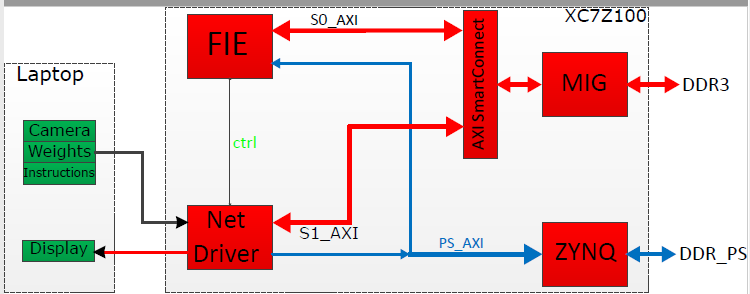 S0_AXI
XC7Z100
FIE
Laptop
AXI SmartConnect
MIG
DDR3
Camera
Weights
Instructions
ctrl
Net
Driver
S1_AXI
PS_AXI
Display
ZYNQ
DDR_PS